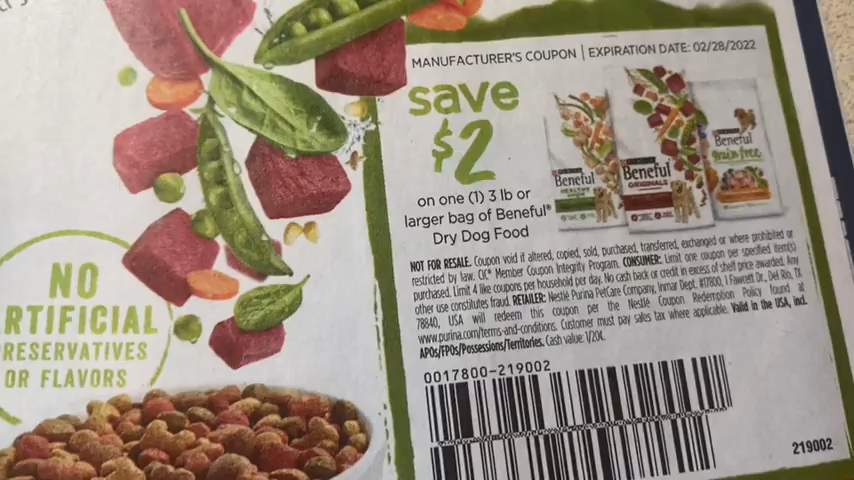 MANUFACTURER'S COUPON | EXPIRATION DATE: 02/28/2022
save
$2
on one (1) 3 lb or
larger bag of Beneful®
Dry Dog Food
Beneful
HEALTHY
Beneful
ORIGINALS
Beneful
grain free
NOT FOR RESALE. Coupon void if altered, copied, sold, purchased, transferred, exchanged or where prohibited or
restricted by law. CIC® Member Coupon Integrity Program. CONSUMER: Limit one coupon per specified item(s)
purchased. Limit 4 like coupons per household per day. No cash back or credit in excess of shelf price awarded. Any
other use constitutes fraud. RETAILER: Nestlé Purina PetCare Company, Inmar Dept. #17800, 1 Fawcett Dr., Del Rio, TX
78840, USA will redeem this coupon per the Nestlé Coupon Redemption Policy found at
www.purina.com/terms-and-conditions. Customer must pay sales tax where applicable. Valid in the USA, incl.
APOs/FPOs/Possessions/Territories. Cash value: 1/20¢.
0017800-219002
219002
NO
RTIFICIAL
RESERVATIVES
OR FLAVORS